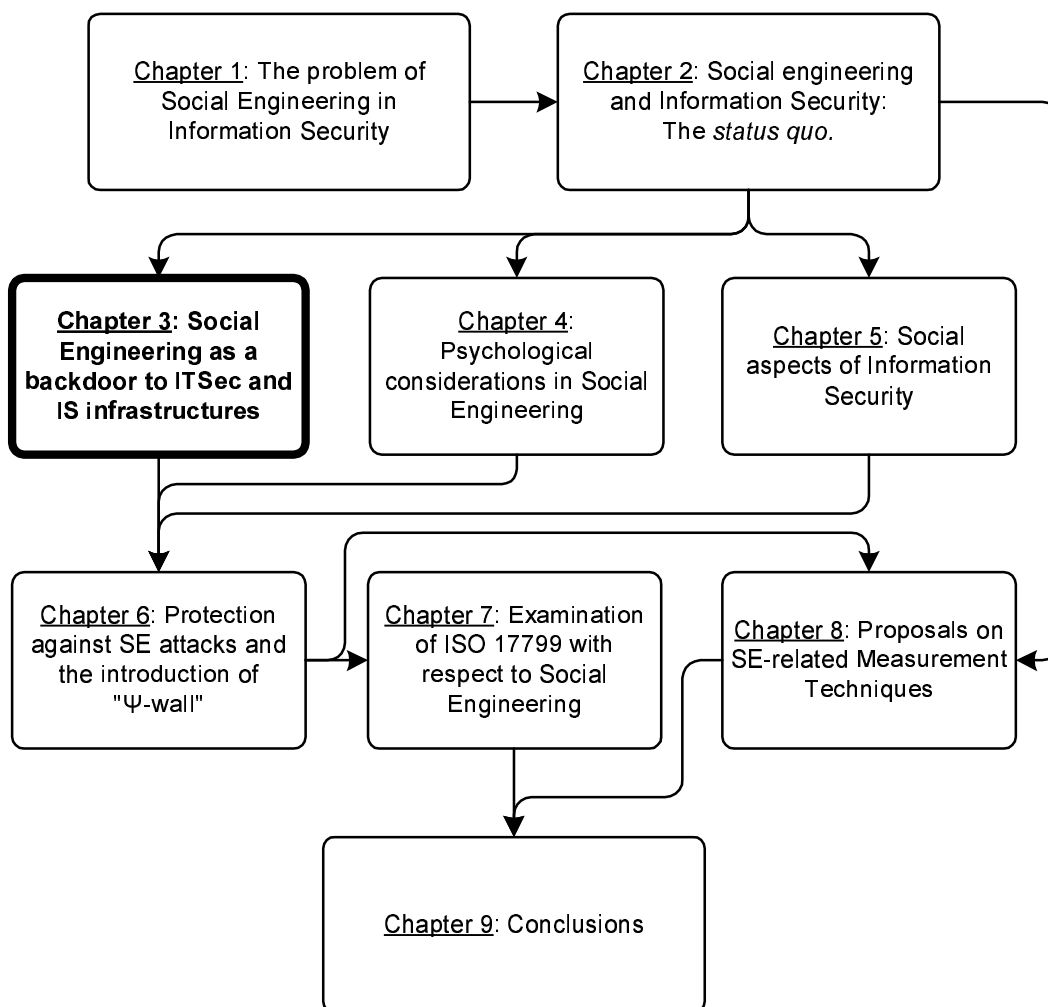 Chapter 1: The problem of
Social Engineering in
Information Security
Chapter 2: Social engineering
and Information Security:
The status quo.
Chapter 3: Social
Engineering as a
backdoor to ITSec and
IS infrastructures
Chapter 4:
Psychological
considerations in Social
Engineering
Chapter 5: Social
aspects of Information
Security
Chapter 6: Protection
against SE attacks and
the introduction of
"Ψ-wall"
Chapter 7: Examination
of ISO 17799 with
respect to Social
Engineering
Chapter 8: Proposals on
SE-related Measurement
Techniques
Chapter 9: Conclusions